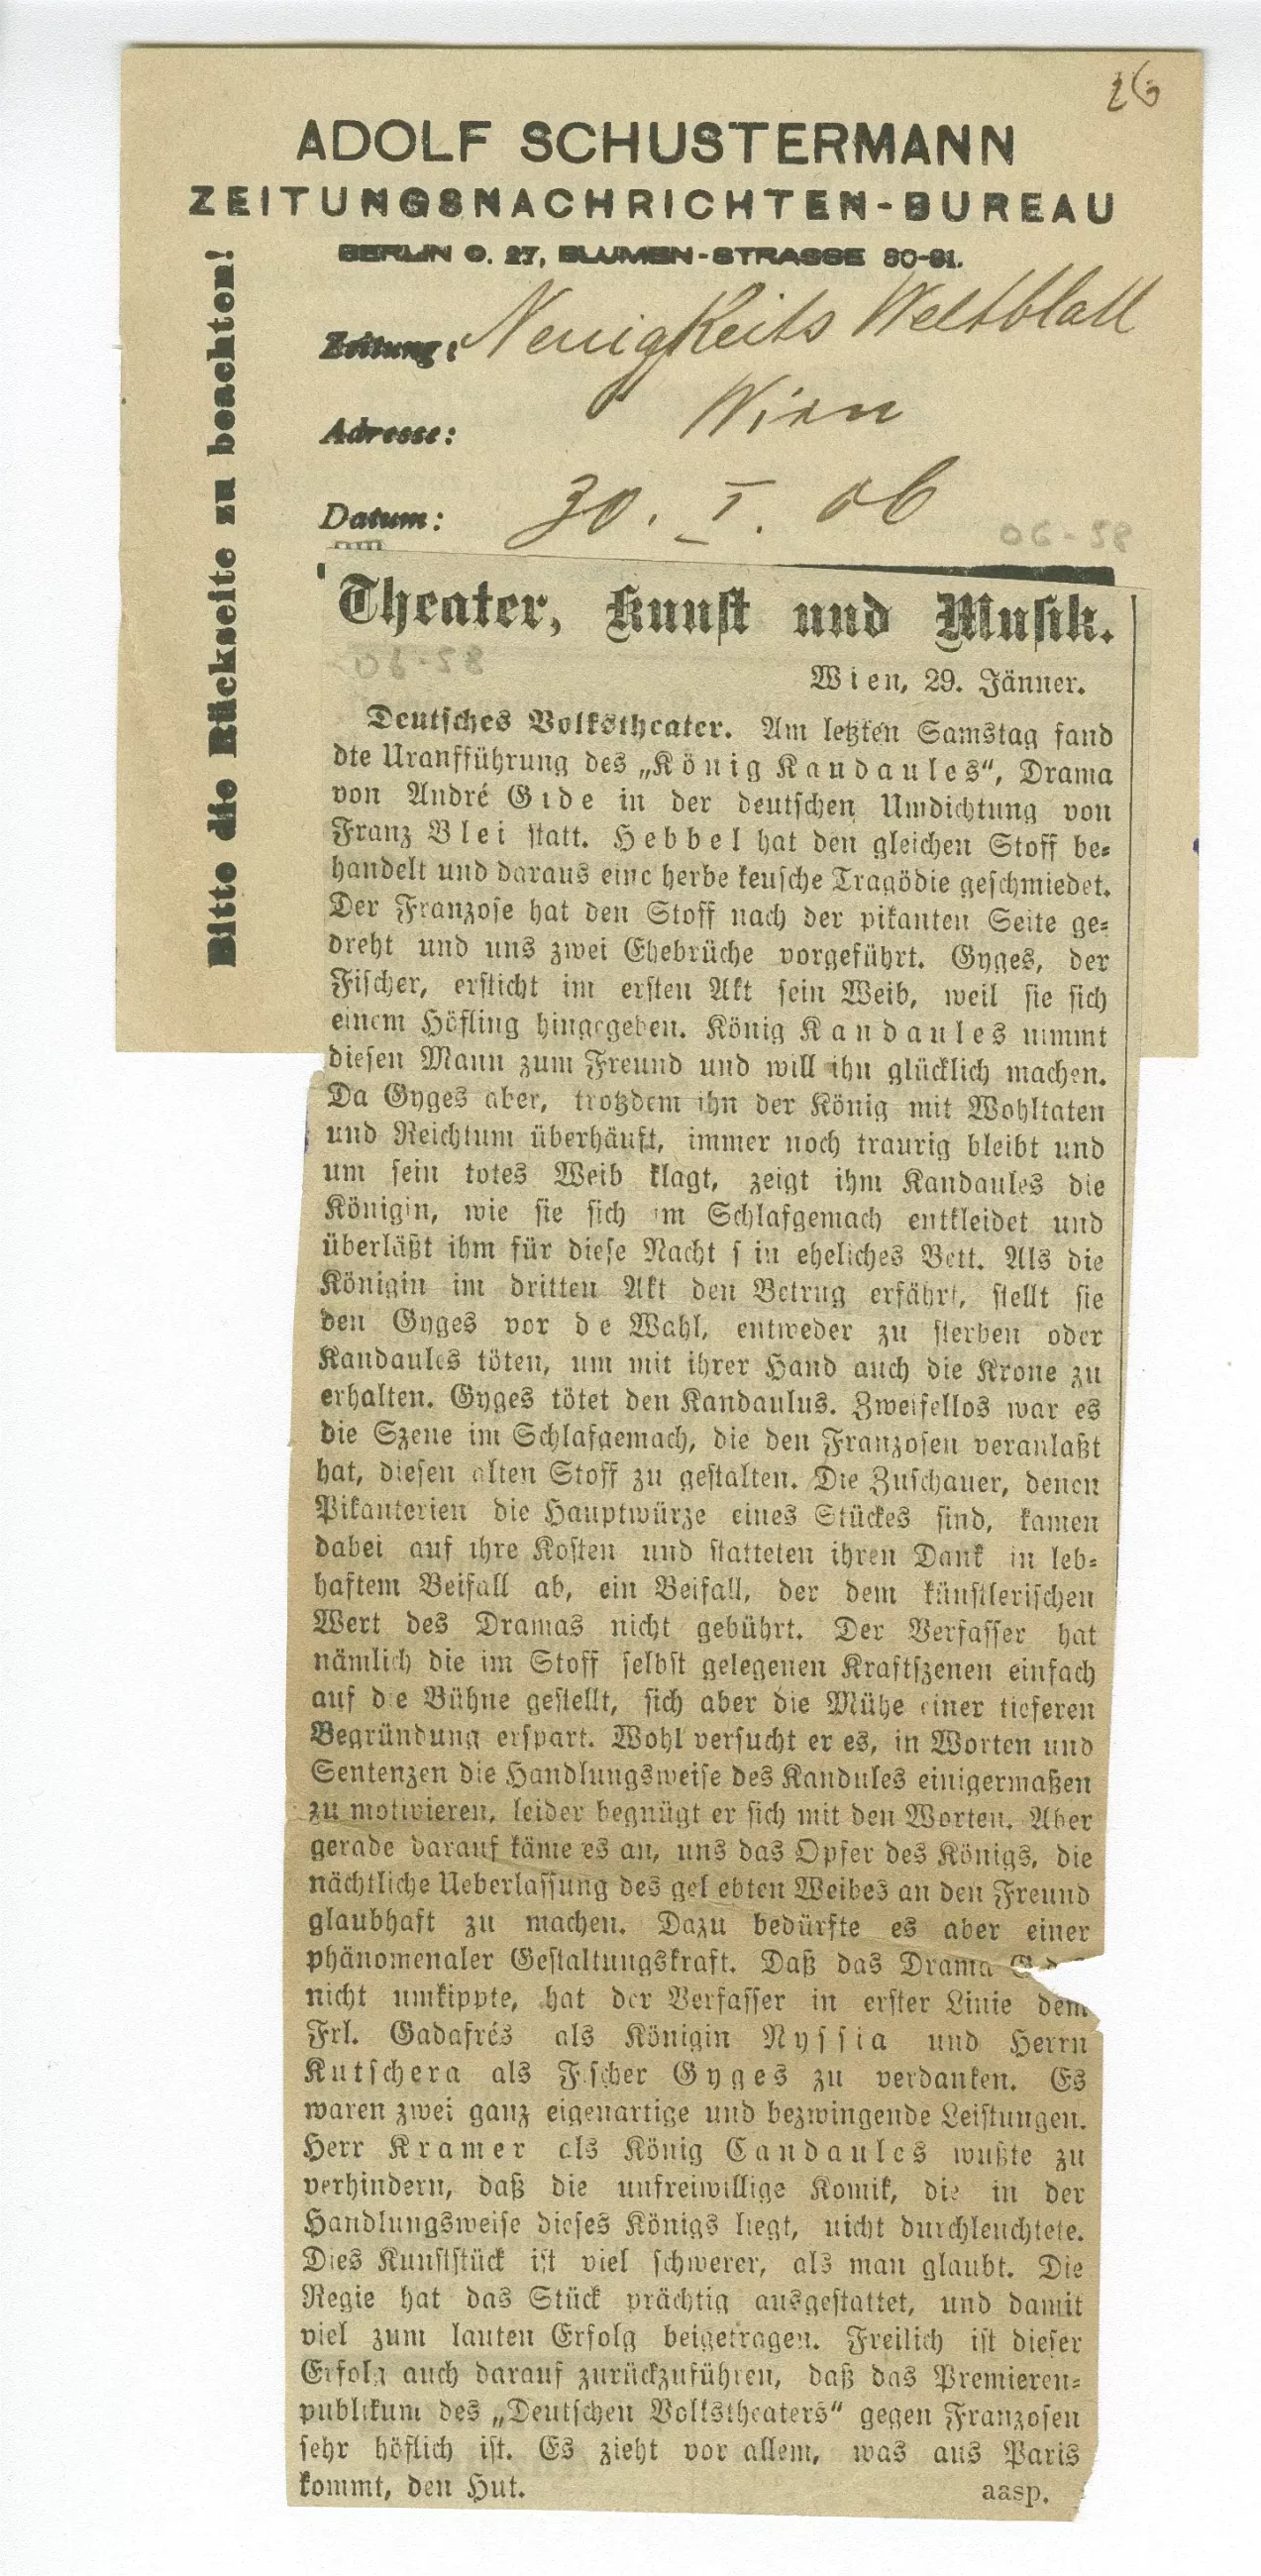 26
ADOLF SCHUSTERMANN
ZEITUNGSNACHRICHTEN-BUREAU
BERLIN O. 27, BLUMEN-STRASSE 80-81.
Zeitung: Neuigkeits Weltblatt
Adresse: Wien
Datum: 30. I. 06
Bitte die Rückseite zu beachten!
Theater, Kunst und Musik.
Wien, 29. Jänner.
Deutsches Volkstheater. Am letzten Samstag fand
dte Uraufführung des „König Kandaules“, Drama
von André Gide in der deutschen Umdichtung von
Franz Blei statt. Hebbel hat den gleichen Stoff be-
handelt und daraus eine herbe keusche Tragödie geschmiedet.
Der Franzose hat den Stoff nach der pikanten Seite ge-
dreht und uns zwei Ehebrüche vorgeführt. Gyges, der
Fischer, ersticht im ersten Akt sein Weib, weil sie sich
einem Höfling hingegeben. König Kandaules nimmt
diesen Mann zum Freund und will ihn glücklich machen.
Da Gyges aber, trotzdem ihn der König mit Wohltaten
und Reichtum überhäuft, immer noch traurig bleibt und
um sein totes Weib klagt, zeigt ihm Kandaules die
Königin, wie sie sich im Schlafgemach entkleidet und
überläßt ihm für diese Nacht s in eheliches Bett. Als die
Königin im dritten Akt den Betrug erfährt, stellt sie
den Gyges vor d e Wahl, entweder zu sterben oder
Kandaules töten, um mit ihrer Hand auch die Krone zu
erhalten. Gyges tötet den Kandaulus. Zweifellos war es
die Szene im Schlafgemach, die den Franzosen veranlaßt
hat, diesen alten Stoff zu gestalten. Die Zuschauer, denen
Pikanterien die Hauptwürze eines Stückes sind, kamen
dabei auf ihre Kosten und statteten ihren Dank in leb-
haftem Beifall ab, ein Beifall, der dem künstlerischen
Wert des Dramas nicht gebührt. Der Verfasser hat
nämlich die im Stoff selbst gelegenen Kraftszenen einfach
auf die Bühne gestellt, sich aber die Mühe einer tieferen
Begründung erspart. Wohl versucht er es, in Worten und
Sentenzen die Handlungsweise des Kandules einigermaßen
zu motivieren, leider begnügt er sich mit den Worten. Aber
gerade darauf käme es an, uns das Opfer des Königs, die
nächtliche Ueberlassung des gel ebten Weibes an den Freund
glaubhaft zu machen. Dazu bedürfte es aber einer
phänomenaler Gestaltungskraft. Daß das Drama
nicht umkippte, hat der Verfasser in erster Linie dem
Frl. Gadafrés als Königin Nyssia und Herrn
Kutschera als Fischer Gyges zu verdanken. Es
waren zwei ganz eigenartige und bezwingende Leistungen.
Herr Kramer als König Candaules wußte zu
verhindern, daß die unfreiwillige Komik, die in der
Handlungsweise dieses Königs liegt, nicht durchleuchtete.
Dies Kunststück ist viel schwerer, als man glaubt. Die
Regie hat das Stück prächtig ausgestattet, und damit
viel zum lauten Erfolg beigetragen. Freilich ist dieser
Erfolg auch darauf zurückzuführen, daß das Premieren-
publikum des „Deutschen Volkstheaters“ gegen Franzosen
sehr höflich ist. Es zieht vor allem, was aus Paris
kommt, den Hut. aasp.